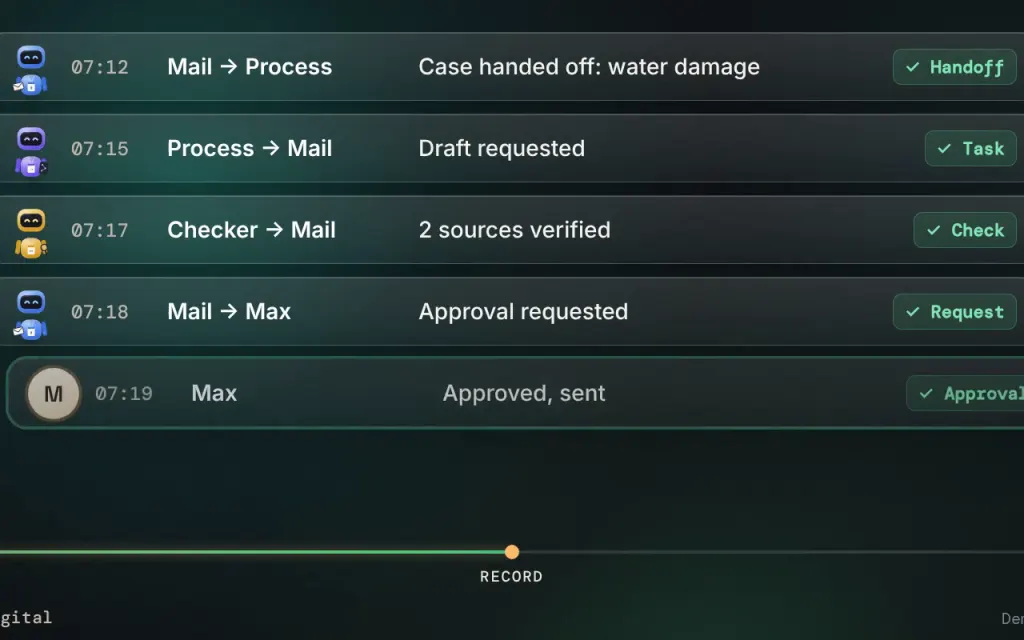 07:12 Mail → Process Case handed off: water damage ✓ Handoff
07:15 Process → Mail Draft requested ✓ Task
07:17 Checker → Mail 2 sources verified ✓ Check
07:18 Mail → Max Approval requested ✓ Request
M 07:19 Max Approved, sent ✓ Approval
RECORD